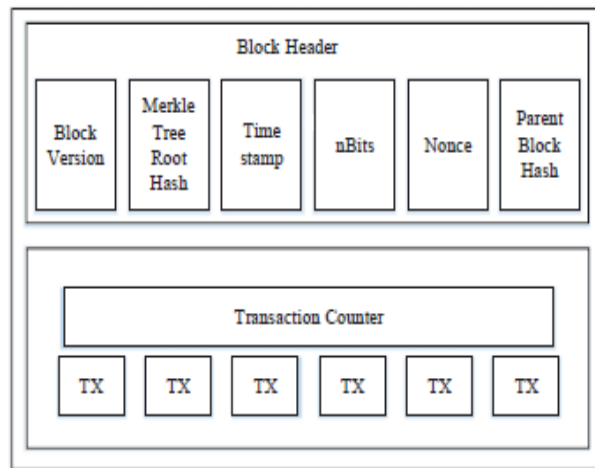 Block Header
Block
Version
Merkle
Tree
Root
Hash
Time
stamp
nBits
Nonce
Parent
Block
Hash
Transaction Counter
TX
TX
TX
TX
TX
TX